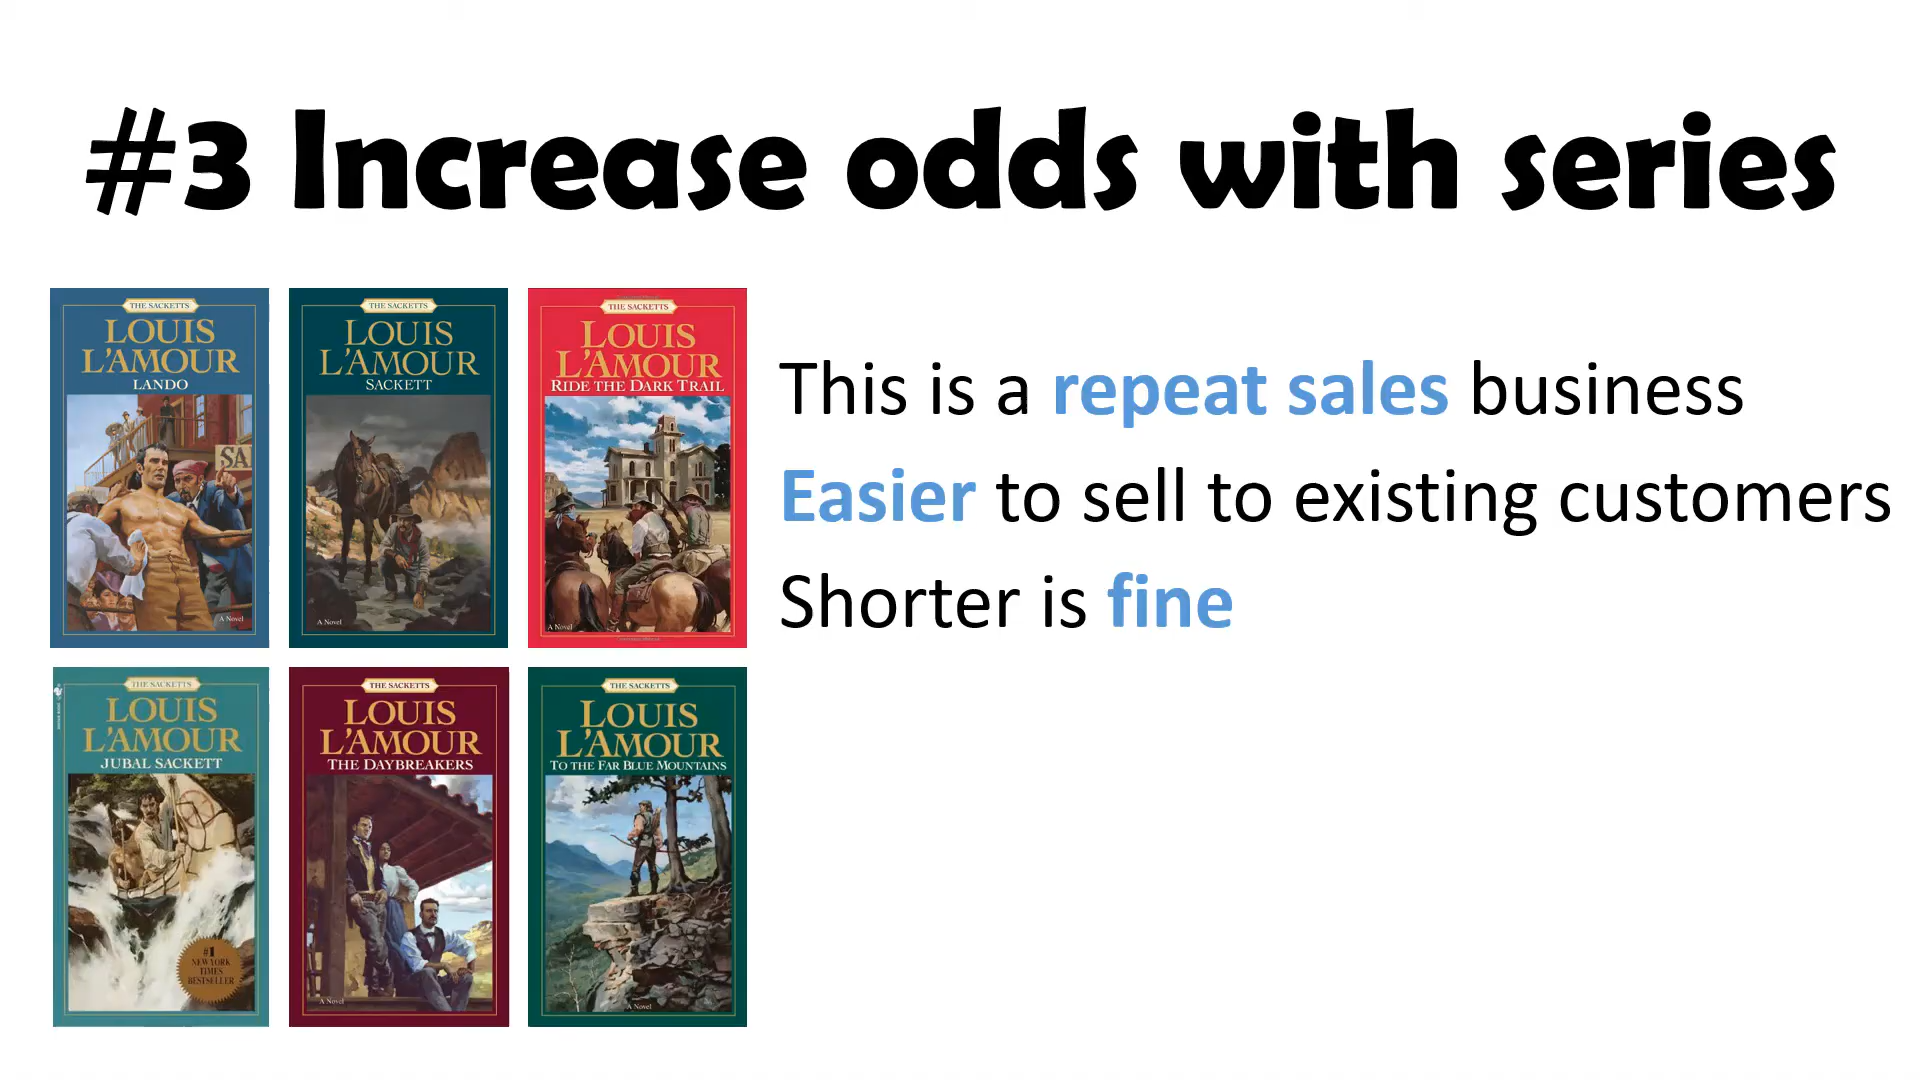 #3 Increase odds with series
THE SACKETTS
LOUIS
L'AMOUR
LANDO
SA
A Novel
THE SACKETTS
LOUIS
L'AMOUR
SACKETT
A Novel
THE SACKETTS
LOUIS
L'AMOUR
RIDE THE DARK TRAIL
A Novel
This is a repeat sales business
Easier to sell to existing customers
Shorter is fine
THE SACKETTS
LOUIS
L'AMOUR
JUBAL SACKETT
#1
NEW YORK
TIMES
BESTSELLER
THE SACKETTS
LOUIS
L'AMOUR
THE DAYBREAKERS
A Novel
THE SACKETTS
LOUIS
L'AMOUR
TO THE FAR BLUE MOUNTAINS
A Novel